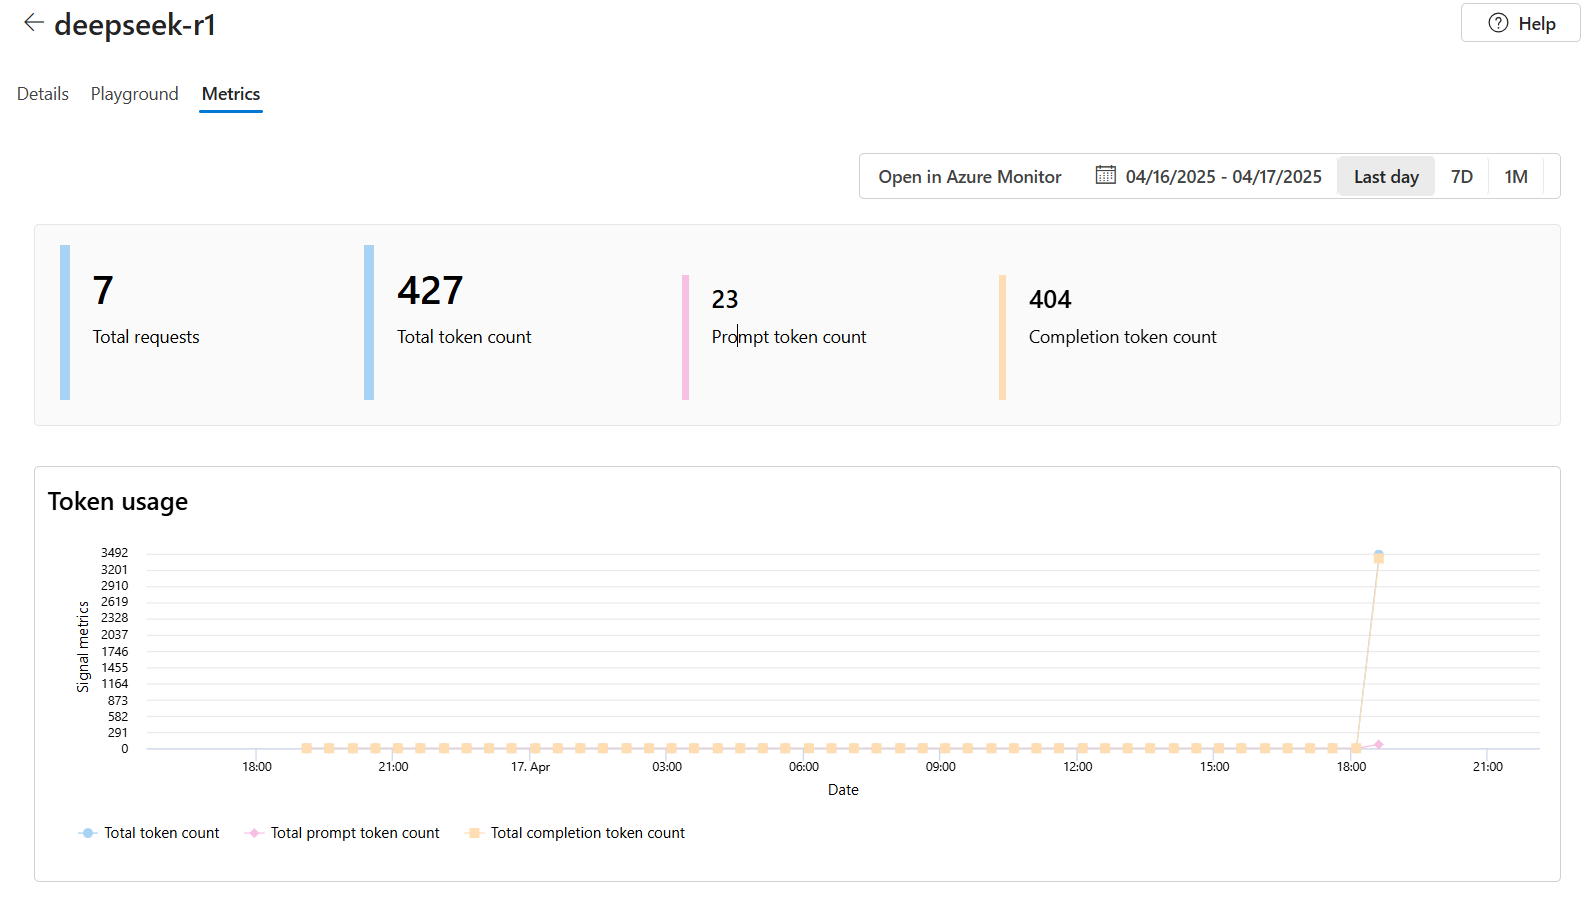 deepseek-r1
Help
Details Playground Metrics
Open in Azure Monitor 04/16/2025 - 04/17/2025 Last day 7D 1M
7 427 23 404
Total requests Total token count Prompt token count Completion token count
Token usage
3492
3201
2910
2619
2328
2037
1746
1455
1164
873
582
291
0
Signal metrics
18:00 21:00 17. Apr 03:00 06:00 09:00 12:00 15:00 18:00 21:00
Date
Total token count Total prompt token count Total completion token count